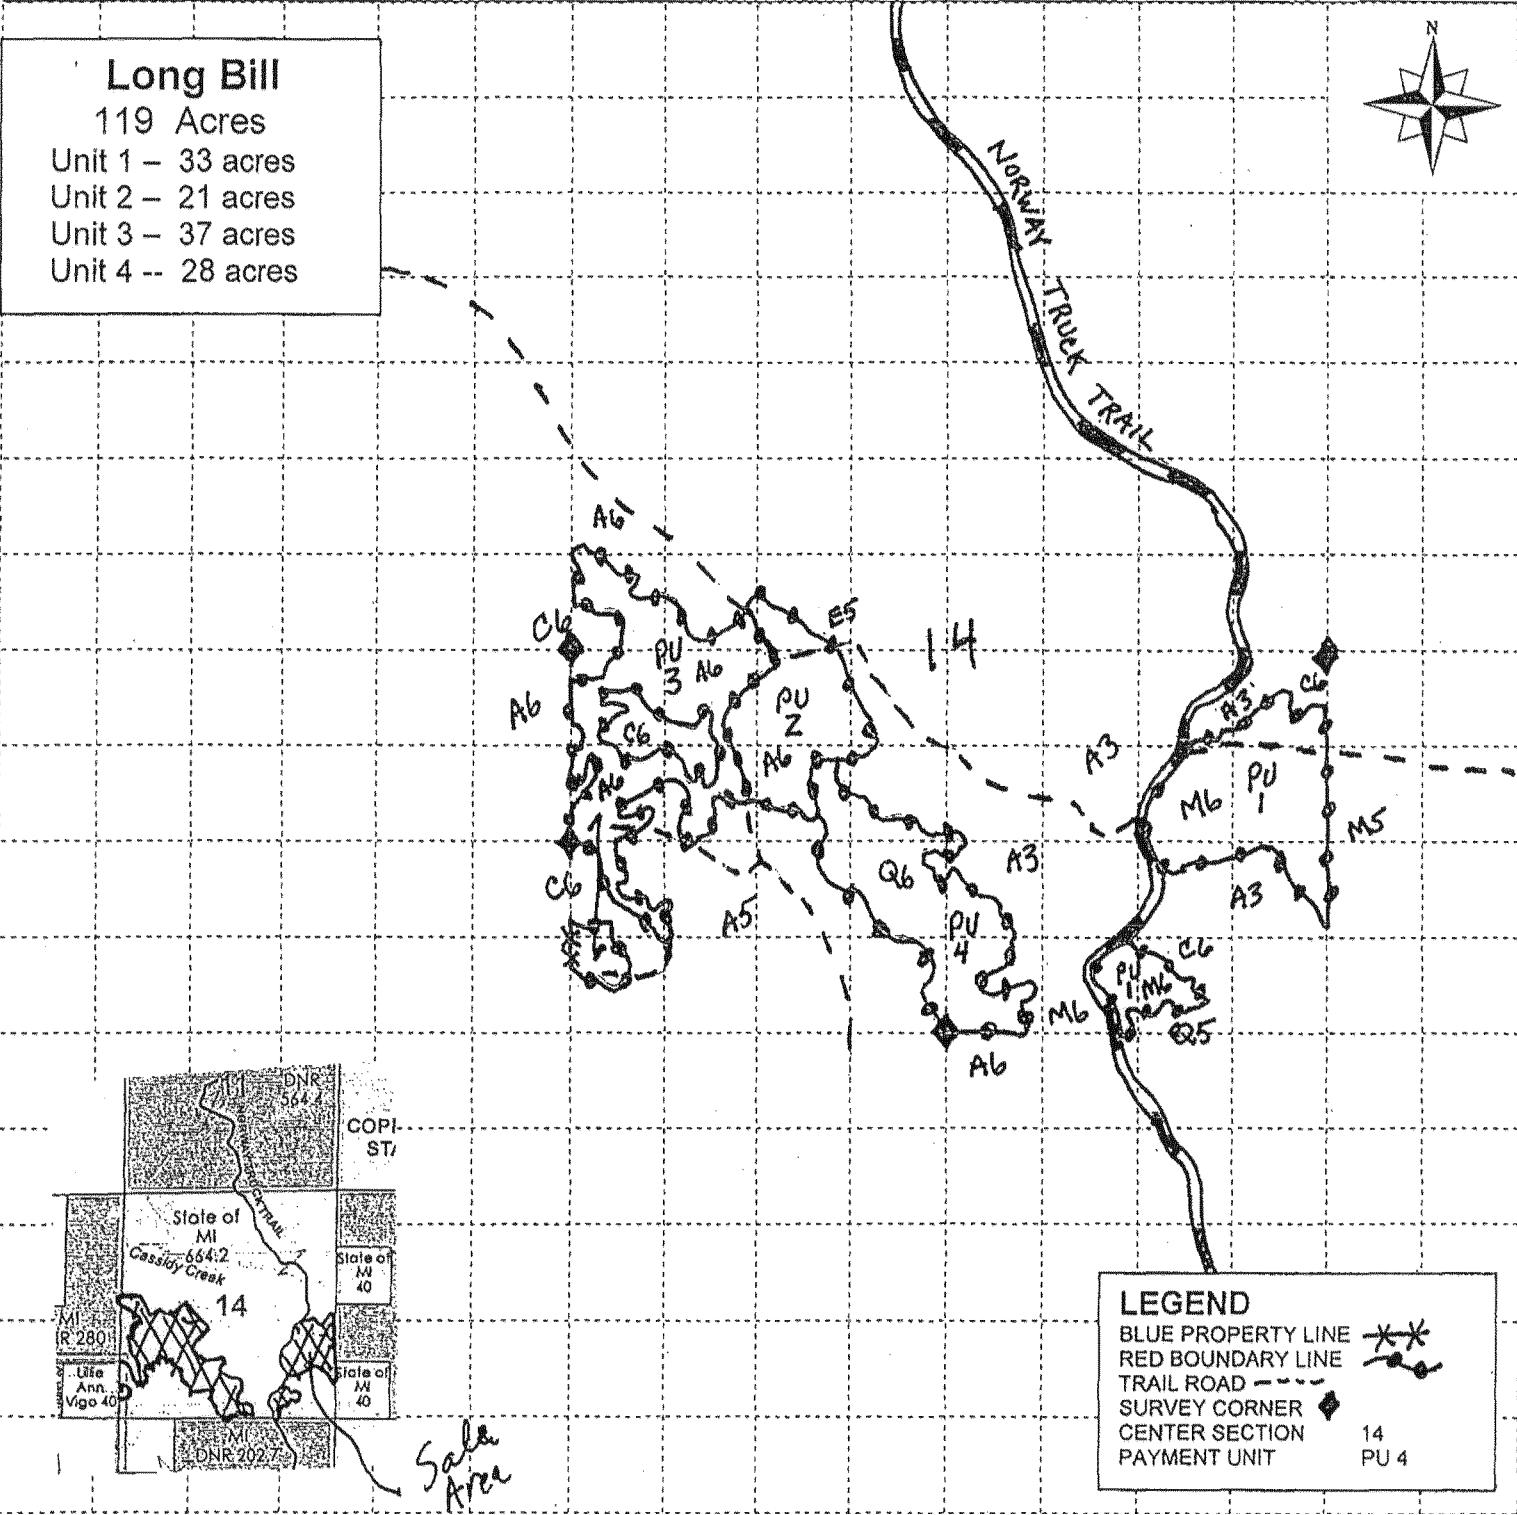 N
Long Bill
119 Acres
Unit 1 – 33 acres
Unit 2 – 21 acres
Unit 3 – 37 acres
Unit 4 -- 28 acres
NORWAY TRUCK TRAIL
A6
C6
PU
3
A6
E5
14
A6
C6
PU
2
A6
A6
C6
A5
Q6
A3
PU
4
A6
M6
A3
A3
C6
PU
1
M6
M5
A3
C6
PU
1
M6
Q5
11
DNR
564.4
State of
MI
664.2
Cassidy Creek
14
State of
MI
40
MI
R 280
Lillie
Ann
Vigo 40
State of
MI
40
MI
DNR 202.7
Sale
Area
LEGEND
BLUE PROPERTY LINE
RED BOUNDARY LINE
TRAIL ROAD
SURVEY CORNER
CENTER SECTION 14
PAYMENT UNIT PU 4